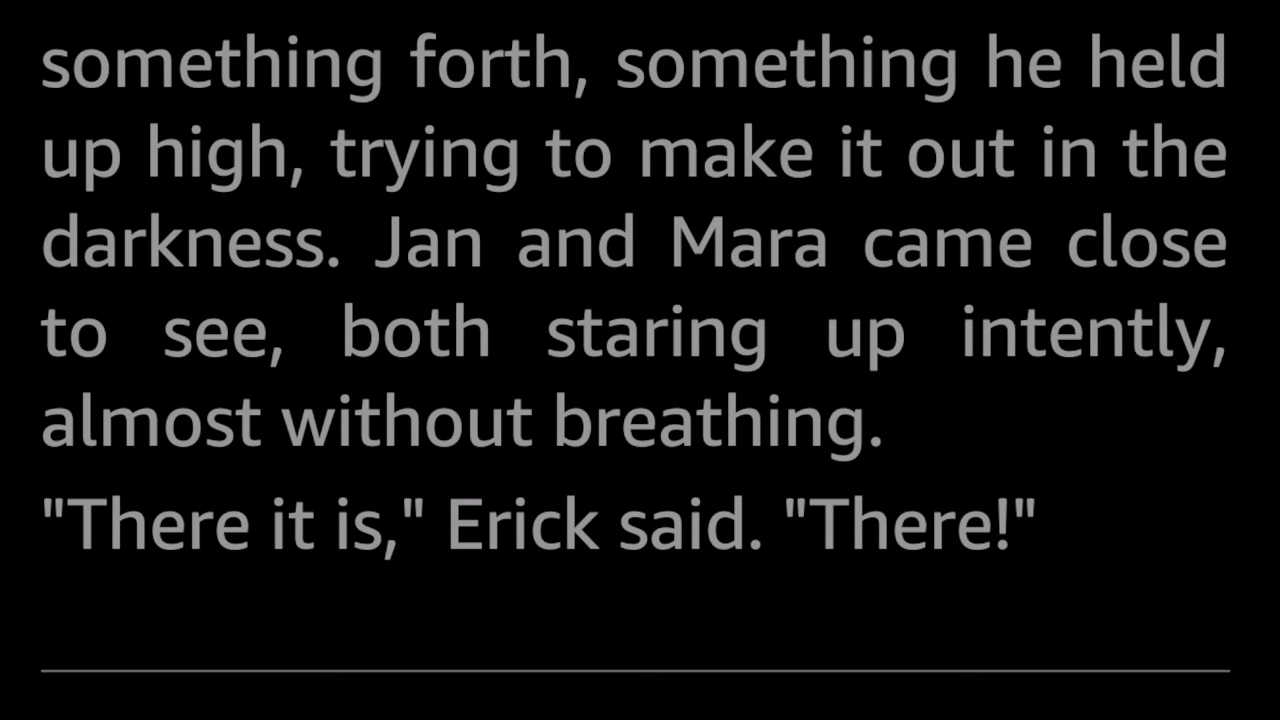 something forth, something he held
up high, trying to make it out in the
darkness. Jan and Mara came close
to see, both staring up intently,
almost without breathing.
"There it is," Erick said. "There!"